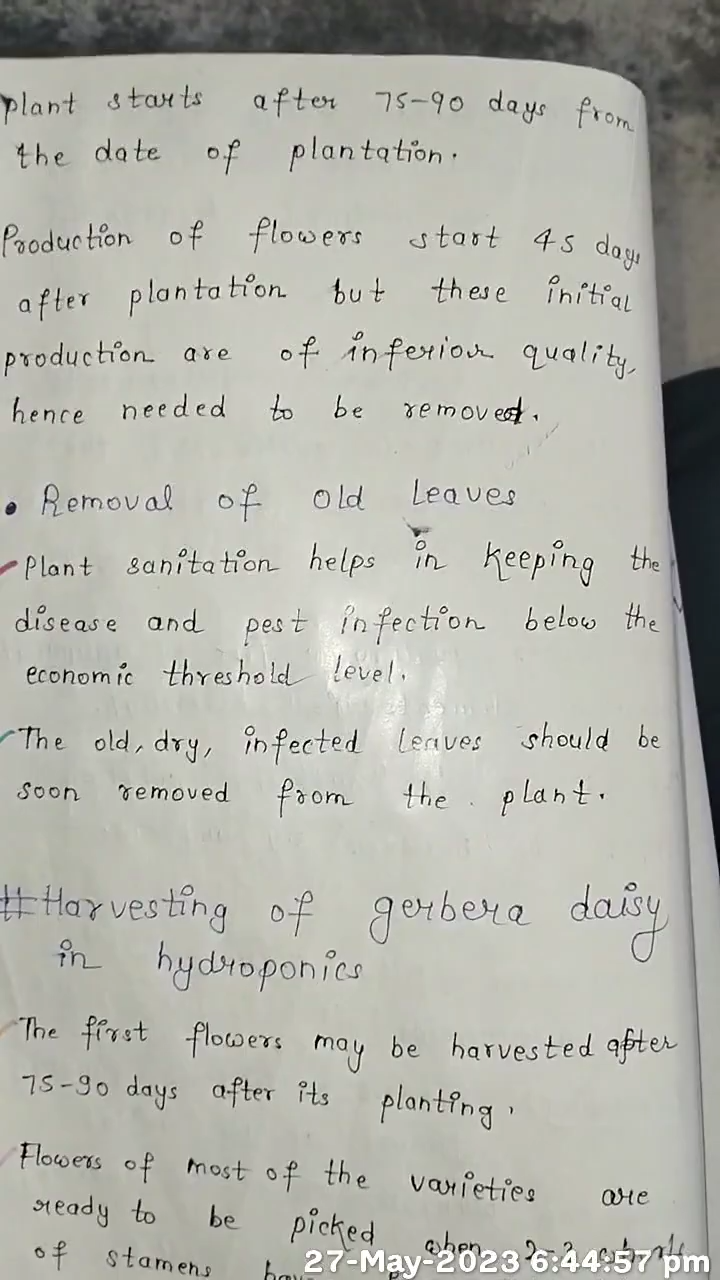 plant starts after 75-90 days from
the date of plantation.
Production of flowers start 45 days
after plantation but these initial
production are of inferior quality,
hence needed to be removed.
• Removal of old leaves
Plant sanitation helps in keeping the
disease and pest infection below the
economic threshold level.
The old, dry, infected leaves should be
soon removed from the plant.
# Harvesting of gerbera daisy
in hydroponics
The first flowers may be harvested after
75-90 days after its planting,
Flowers of most of the varieties are
ready to be picked when 2-3
of stamens
27-May-2023 6:44:57 pm